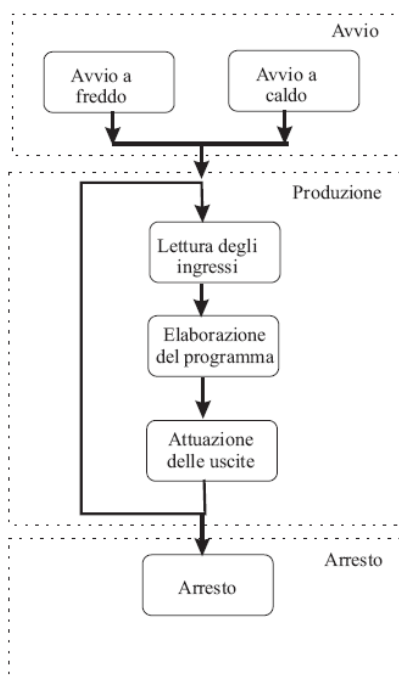 Avvio
Avvio a
freddo
Avvio a
caldo
Produzione
Lettura degli
ingressi
Elaborazione
del programma
Attuazione
delle uscite
Arresto
Arresto